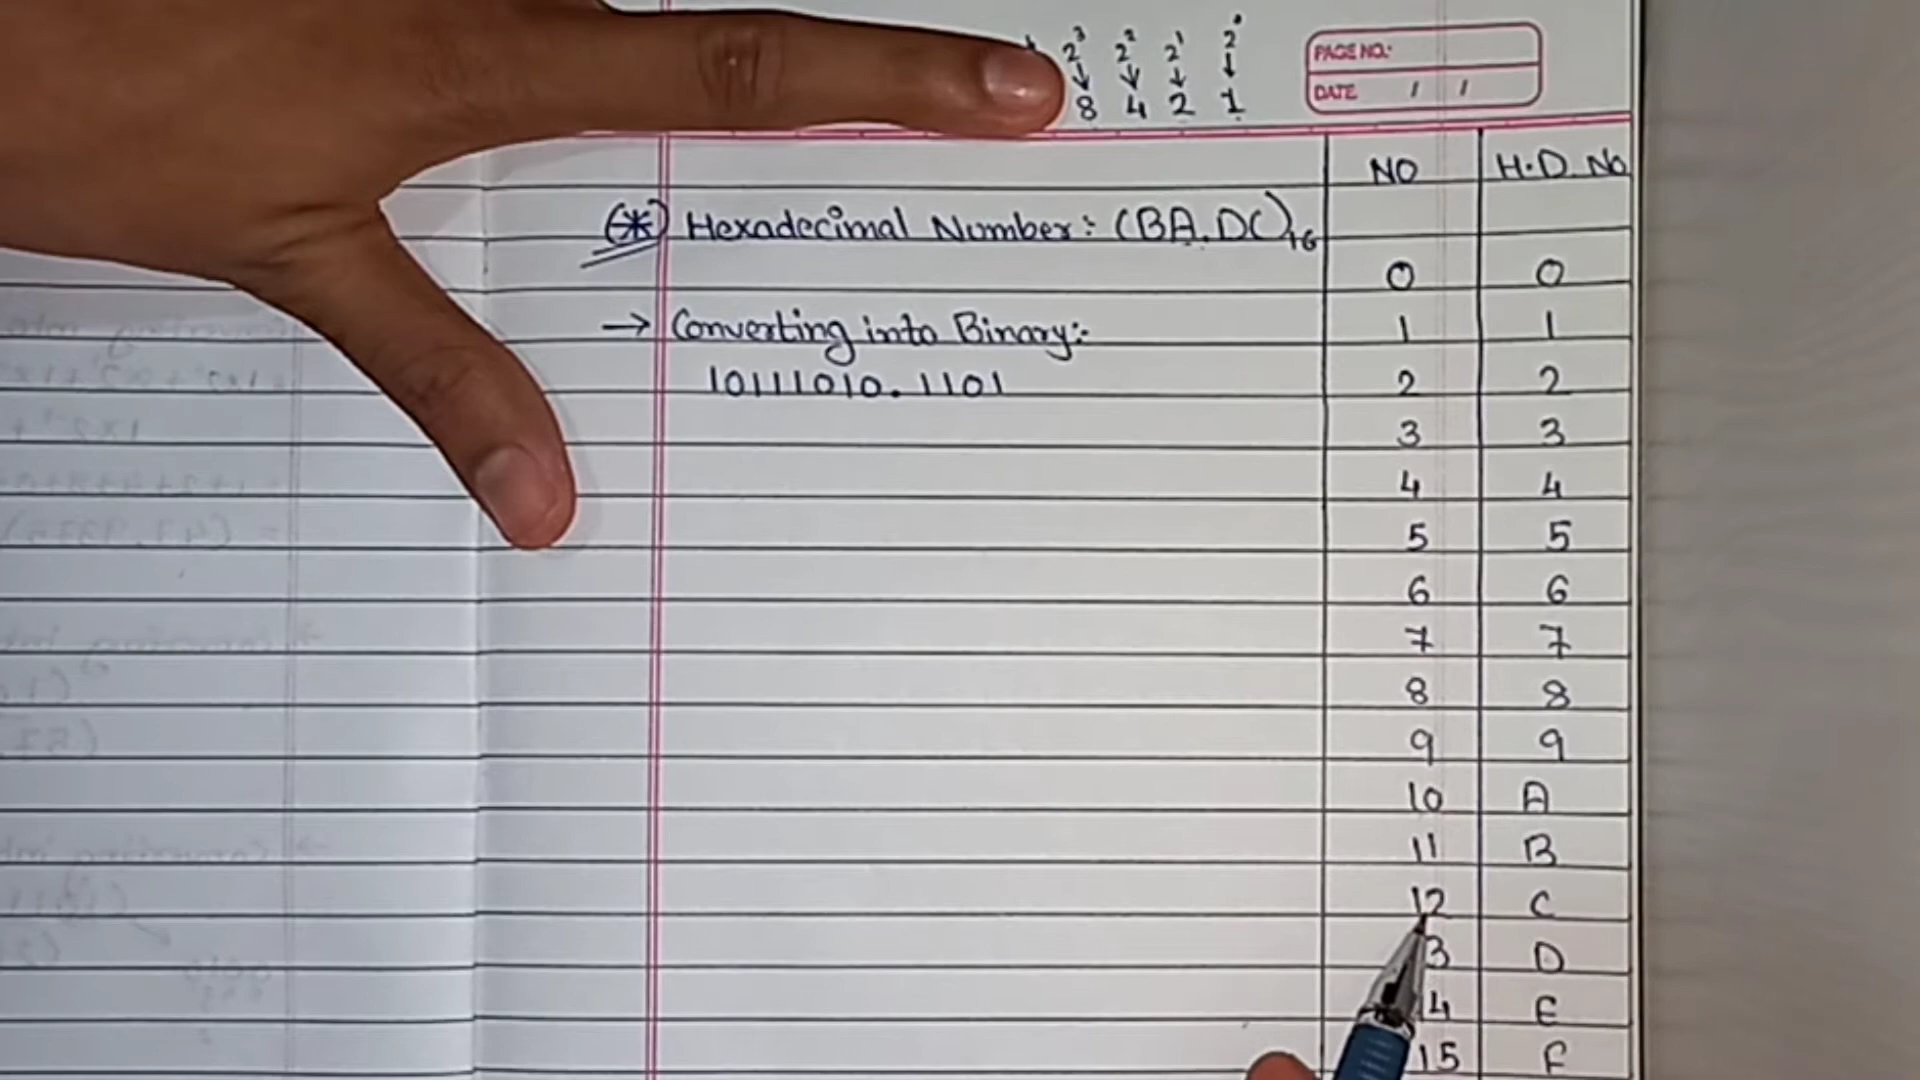 2³ 2² 2¹ 2⁰
↓ ↓ ↓ ↓
8 4 2 1
PAGE NO.:
DATE / /
NO H.D. No
(*) Hexadecimal Number:- (BA.DC)₁₆
0 0
→ Converting into Binary:-
1 1
10111010.1101
2 2
3 3
4 4
5 5
6 6
7 7
8 8
9 9
10 A
11 B
12 C
3 D
14 E
15 F